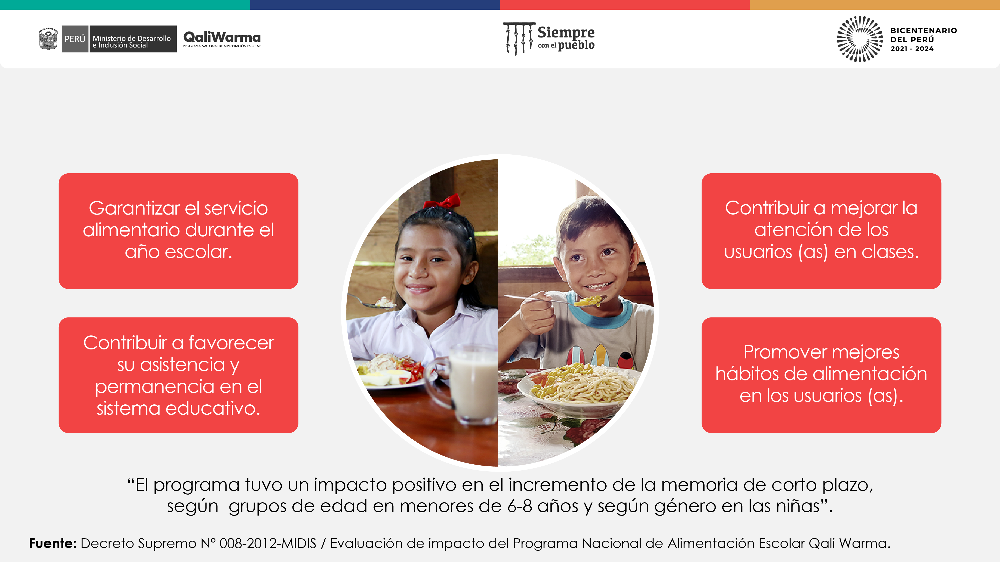 REPÚBLICA DEL PERÚ
PERÚ
Ministerio de Desarrollo
e Inclusión Social
QaliWarma
PROGRAMA NACIONAL DE ALIMENTACIÓN ESCOLAR
Siempre
con el pueblo
BICENTENARIO
DEL PERÚ
2021 - 2024
Garantizar el servicio
alimentario durante el
año escolar.
Contribuir a favorecer
su asistencia y
permanencia en el
sistema educativo.
Contribuir a mejorar la
atención de los
usuarios (as) en clases.
Promover mejores
hábitos de alimentación
en los usuarios (as).
“El programa tuvo un impacto positivo en el incremento de la memoria de corto plazo,
según  grupos de edad en menores de 6-8 años y según género en las niñas”.
Fuente: Decreto Supremo N° 008-2012-MIDIS / Evaluación de impacto del Programa Nacional de Alimentación Escolar Qali Warma.